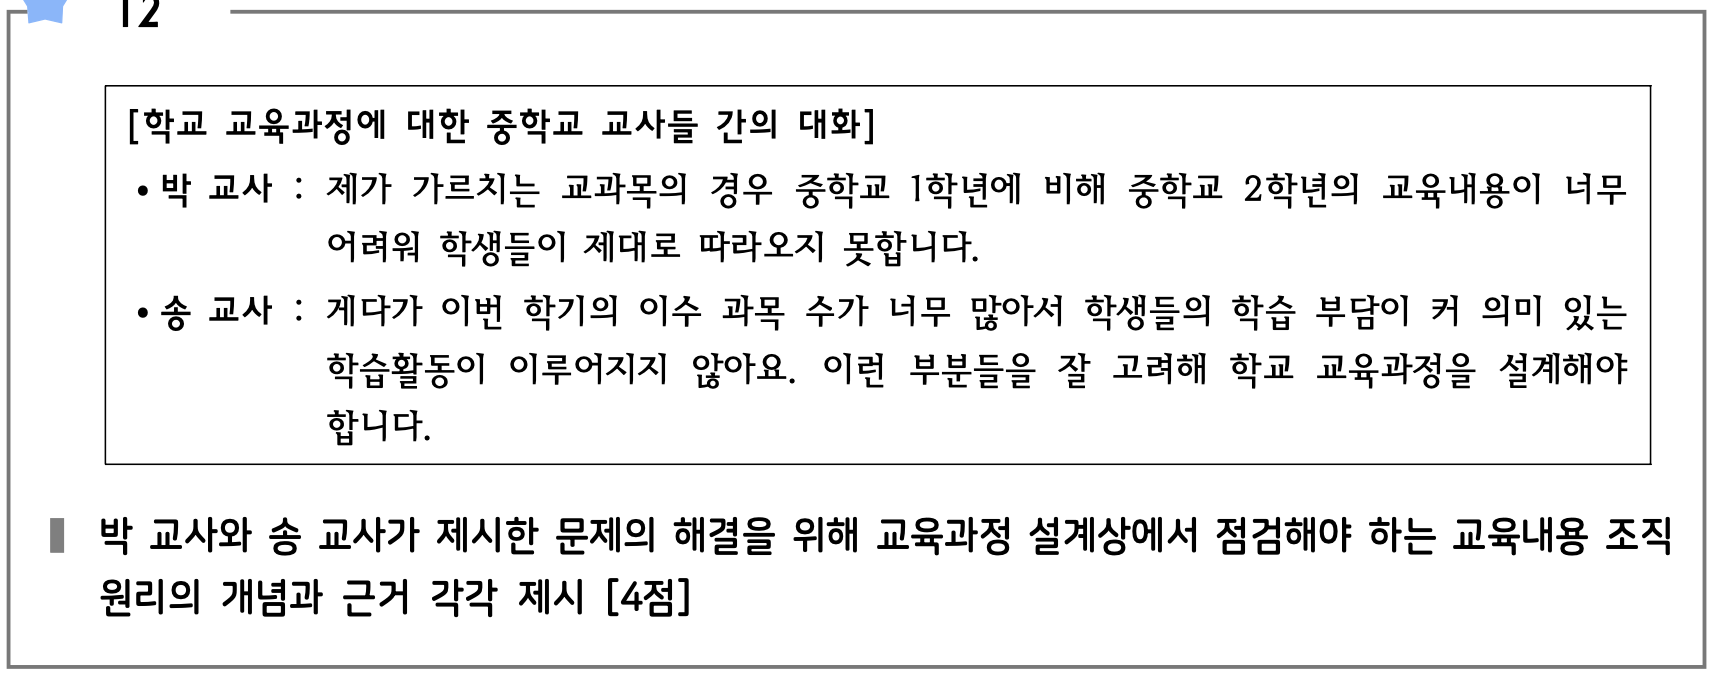 12
[학교 교육과정에 대한 중학교 교사들 간의 대화]
• 박 교사 : 제가 가르치는 교과목의 경우 중학교 1학년에 비해 중학교 2학년의 교육내용이 너무
어려워 학생들이 제대로 따라오지 못합니다.
• 송 교사 : 게다가 이번 학기의 이수 과목 수가 너무 많아서 학생들의 학습 부담이 커 의미 있는
학습활동이 이루어지지 않아요. 이런 부분들을 잘 고려해 학교 교육과정을 설계해야
합니다.
박 교사와 송 교사가 제시한 문제의 해결을 위해 교육과정 설계상에서 점검해야 하는 교육내용 조직
원리의 개념과 근거 각각 제시 [4점]